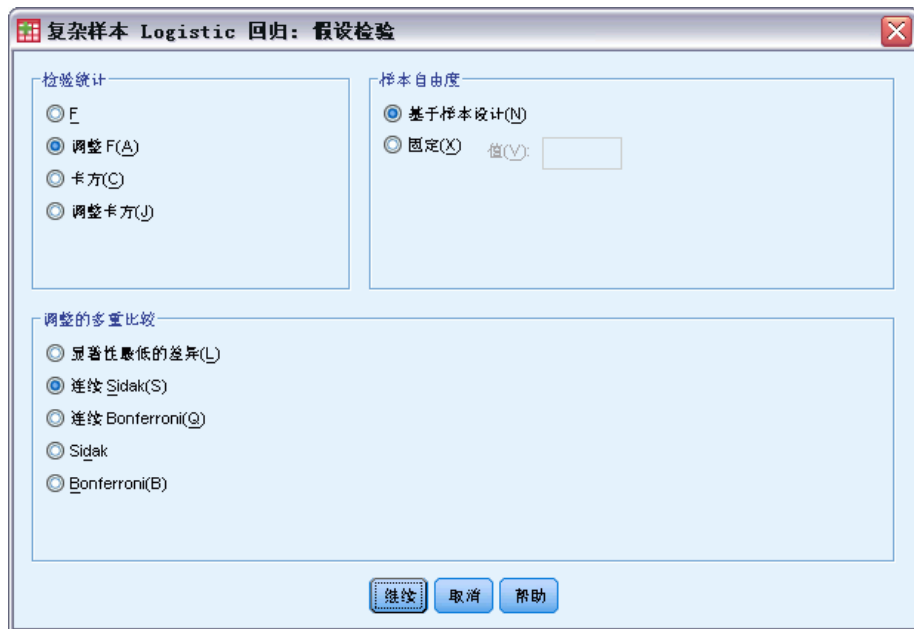 复杂样本 Logistic 回归: 假设检验
检验统计
F
调整 F(A)
卡方(C)
调整卡方(J)
样本自由度
基于样本设计(N)
固定(X) 值(V):
调整的多重比较
显著性最低的差异(L)
连续 Sidak(S)
连续 Bonferroni(Q)
Sidak
Bonferroni(B)
继续 取消 帮助